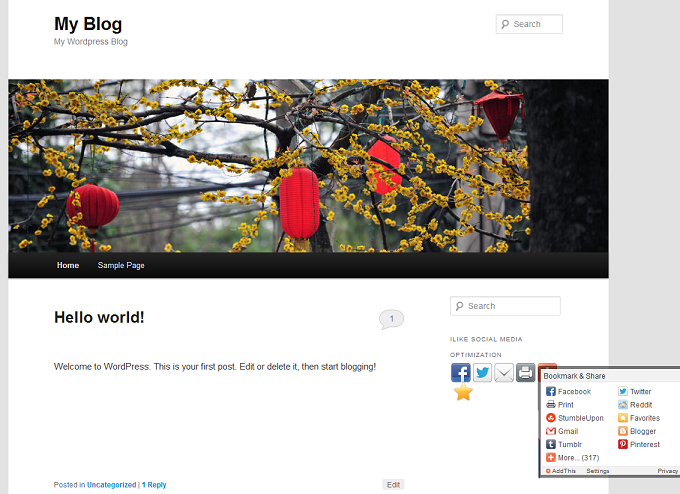 My Blog
My Wordpress Blog
Search
Home Sample Page
Hello world!
1
Welcome to WordPress. This is your first post. Edit or delete it, then start blogging!
Posted in Uncategorized | 1 Reply
Edit
Search
ILIKE SOCIAL MEDIA
OPTIMIZATION
Bookmark & Share
Facebook Twitter
Print Reddit
StumbleUpon Favorites
Gmail Blogger
Tumblr Pinterest
More... (317)
AddThis Settings Privacy